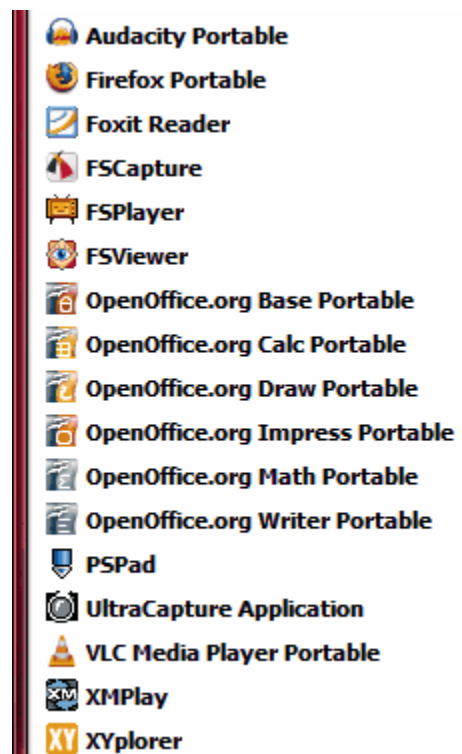 Audacity Portable
Firefox Portable
Foxit Reader
FSCapture
FSPlayer
FSViewer
OpenOffice.org Base Portable
OpenOffice.org Calc Portable
OpenOffice.org Draw Portable
OpenOffice.org Impress Portable
OpenOffice.org Math Portable
OpenOffice.org Writer Portable
PSPad
UltraCapture Application
VLC Media Player Portable
XM XMPlay
XY XYplorer